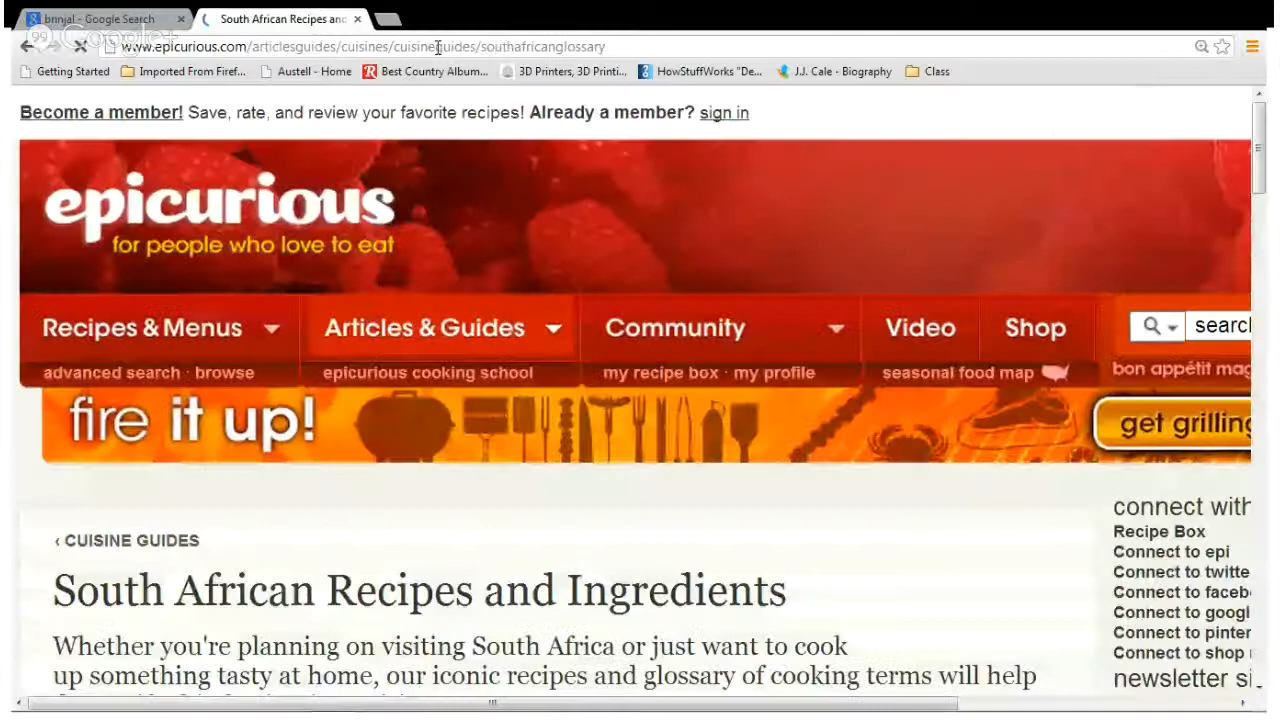 brinjal - Google Search
South African Recipes and
Google+
www.epicurious.com/articlesguides/cuisines/cuisineguides/southafricanglossary
Getting Started Imported From Firef... Austell - Home Best Country Album... 3D Printers, 3D Printi... HowStuffWorks "De... J.J. Cale - Biography Class
Become a member! Save, rate, and review your favorite recipes! Already a member? sign in
epicurious
for people who love to eat
Recipes & Menus Articles & Guides Community Video Shop search
advanced search · browse epicurious cooking school my recipe box · my profile seasonal food map bon appétit mag
fire it up! get grilling
‹ CUISINE GUIDES
South African Recipes and Ingredients
Whether you're planning on visiting South Africa or just want to cook
up something tasty at home, our iconic recipes and glossary of cooking terms will help
connect with
Recipe Box
Connect to epi
Connect to twitte
Connect to faceb
Connect to googl
Connect to pinter
Connect to shop
newsletter si